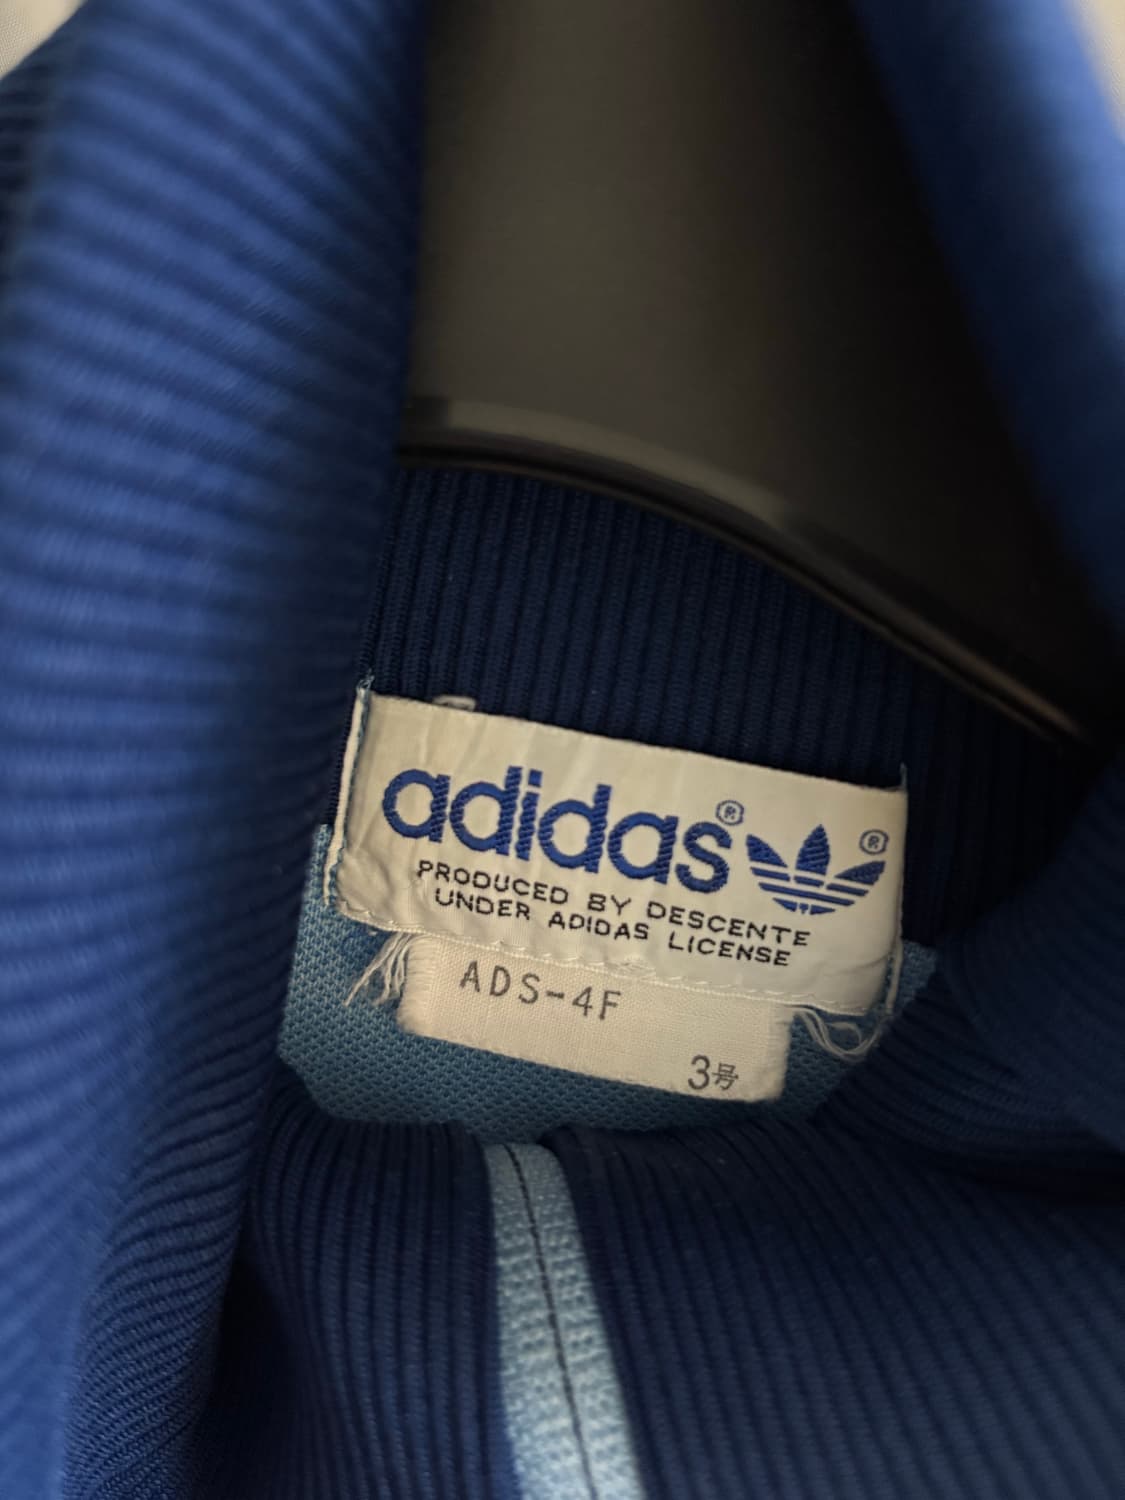 adidas®
®
PRODUCED BY DESCENTE
UNDER ADIDAS LICENSE
ADS-4F
3号